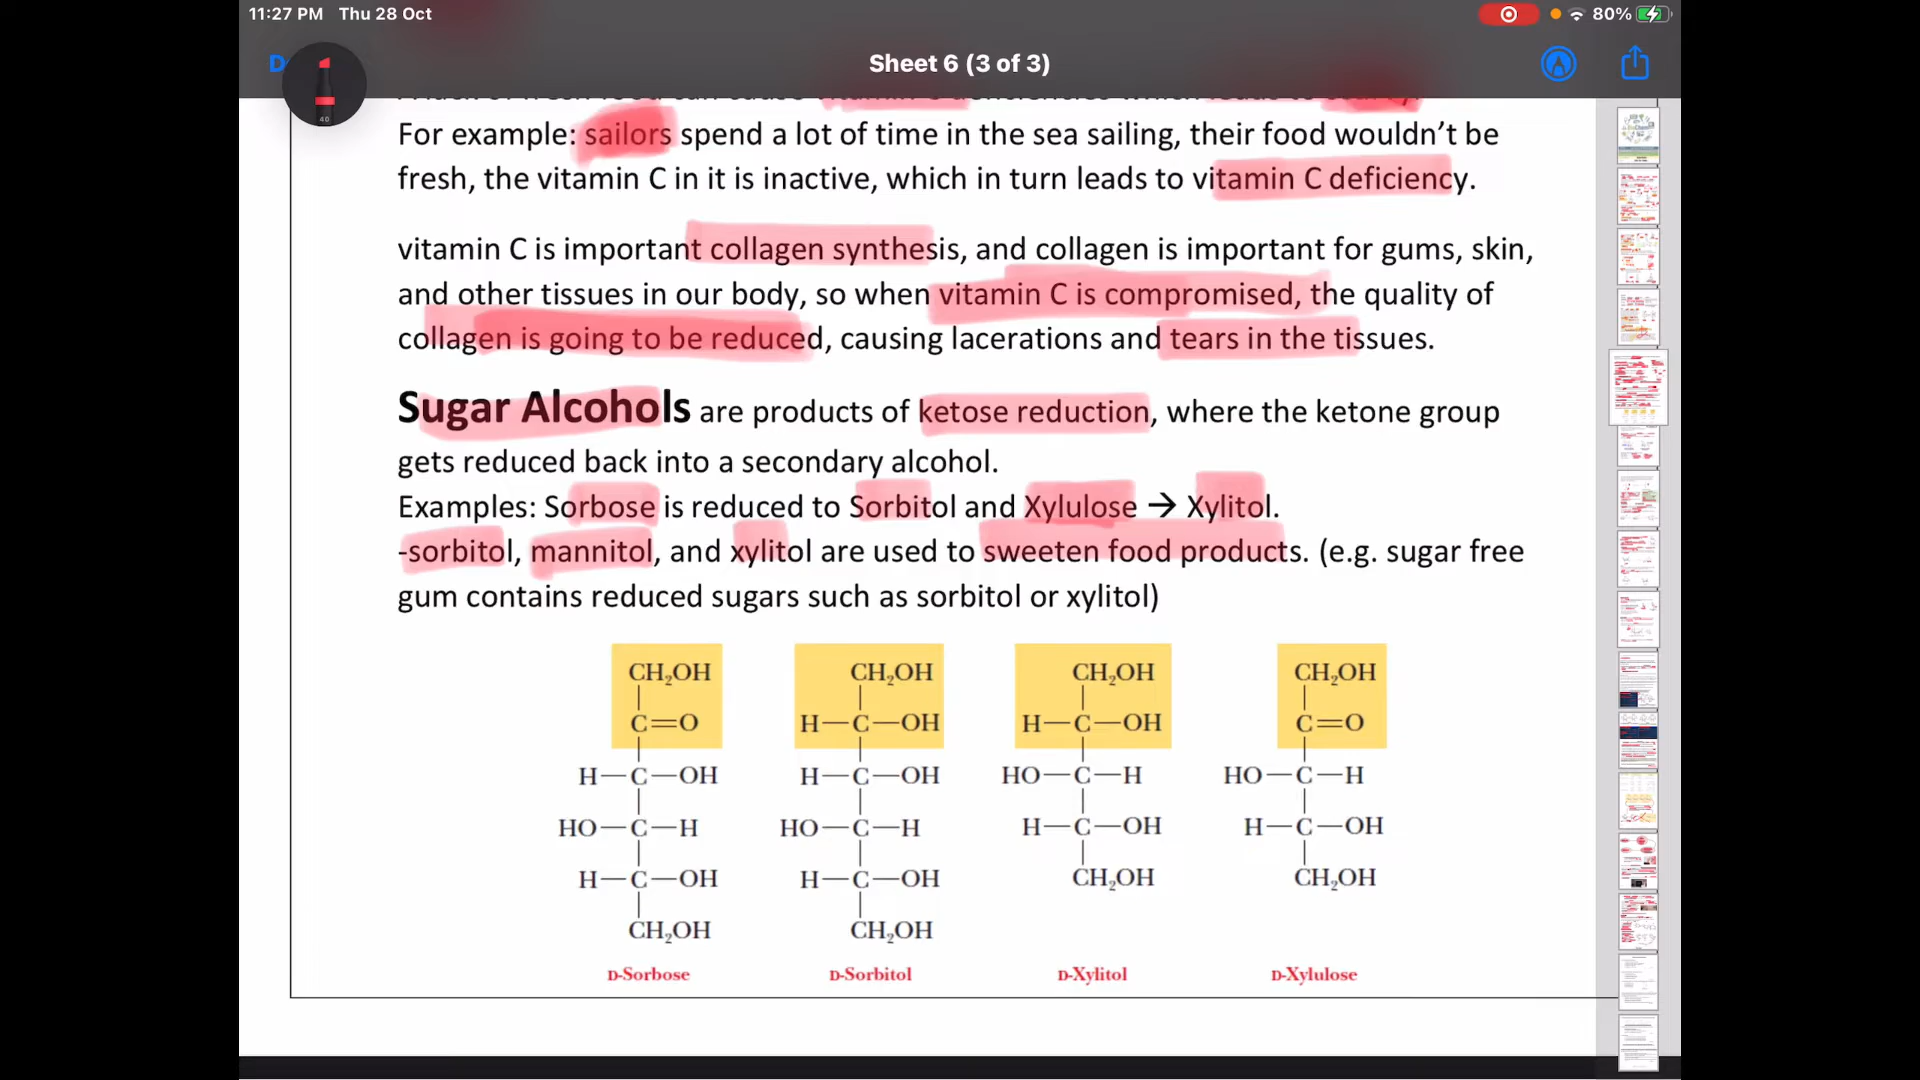 11:27 PM Thu 28 Oct
80%
D
Sheet 6 (3 of 3)
40
For example: sailors spend a lot of time in the sea sailing, their food wouldn’t be
fresh, the vitamin C in it is inactive, which in turn leads to vitamin C deficiency.
vitamin C is important collagen synthesis, and collagen is important for gums, skin,
and other tissues in our body, so when vitamin C is compromised, the quality of
collagen is going to be reduced, causing lacerations and tears in the tissues.
Sugar Alcohols are products of ketose reduction, where the ketone group
gets reduced back into a secondary alcohol.
Examples: Sorbose is reduced to Sorbitol and Xylulose → Xylitol.
-sorbitol, mannitol, and xylitol are used to sweeten food products. (e.g. sugar free
gum contains reduced sugars such as sorbitol or xylitol)
CH₂OH CH₂OH CH₂OH CH₂OH
C=O H—C—OH H—C—OH C=O
H—C—OH H—C—OH HO—C—H HO—C—H
HO—C—H HO—C—H H—C—OH H—C—OH
H—C—OH H—C—OH CH₂OH CH₂OH
CH₂OH CH₂OH
D-Sorbose D-Sorbitol D-Xylitol D-Xylulose